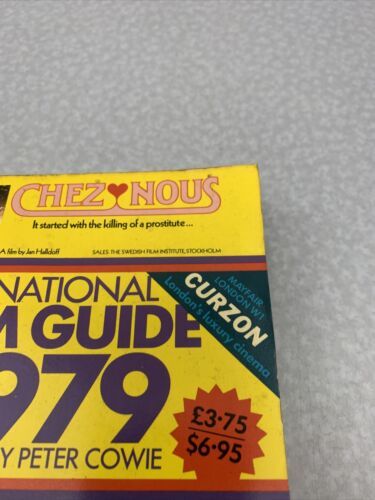 CHEZ NOUS
It started with the killing of a prostitute...
A film by Jan Halldoff
SALES: THE SWEDISH FILM INSTITUTE, STOCKHOLM
NATIONAL
M GUIDE
979
Y PETER COWIE
MAYFAIR
LONDON W1
CURZON
London's luxury cinema
£3·75
$6·95